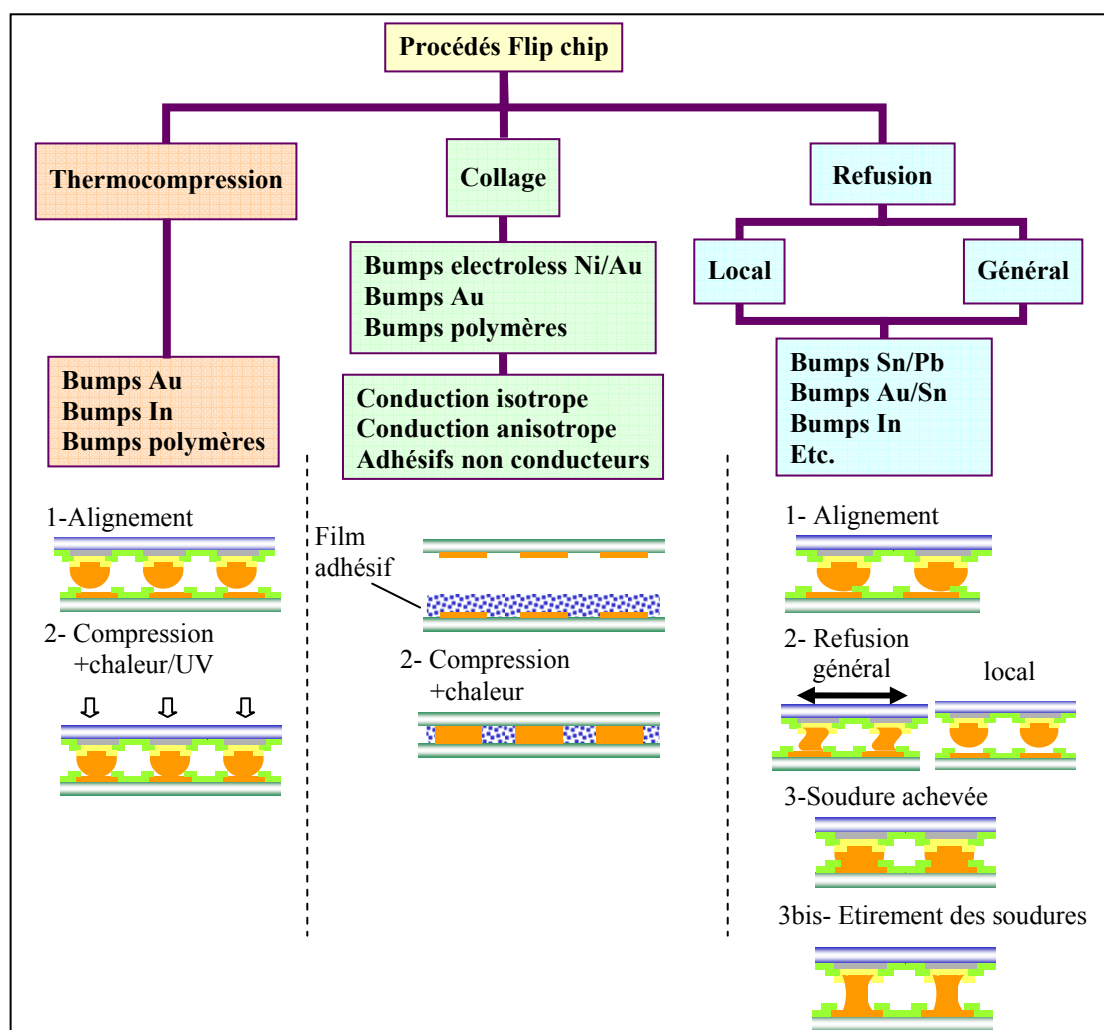 Procédés Flip chip
Thermocompression
Collage
Refusion
Local
Général
Bumps electroless Ni/Au
Bumps Au
Bumps polymères
Bumps Au
Bumps In
Bumps polymères
Conduction isotrope
Conduction anisotrope
Adhésifs non conducteurs
Bumps Sn/Pb
Bumps Au/Sn
Bumps In
Etc.
1-Alignement
2- Compression
+chaleur/UV
Film
adhésif
2- Compression
+chaleur
1- Alignement
2- Refusion
général
local
3-Soudure achevée
3bis- Etirement des soudures